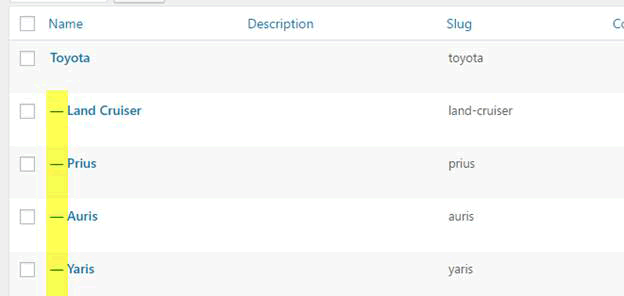 Name Description Slug Co
Toyota toyota
— Land Cruiser land-cruiser
— Prius prius
— Auris auris
— Yaris yaris